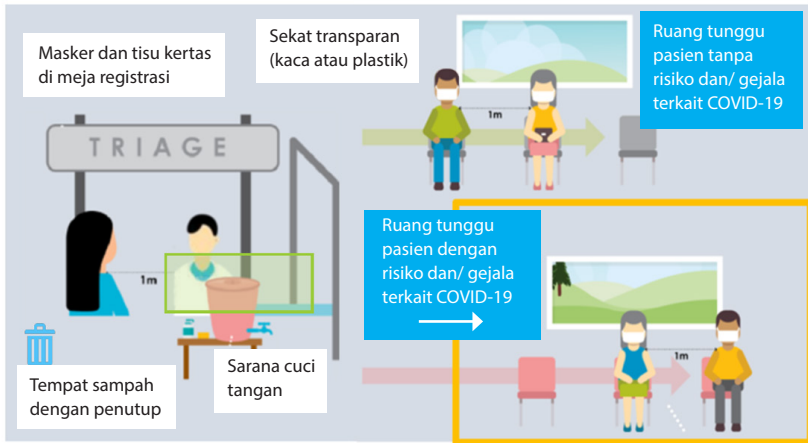 Masker dan tisu kertas
di meja registrasi
Sekat transparan
(kaca atau plastik)
Ruang tunggu
pasien tanpa
risiko dan/ gejala
terkait COVID-19
1m
TRIAGE
Ruang tunggu
pasien dengan
risiko dan/ gejala
terkait COVID-19
1m
1m
Sarana cuci
tangan
Tempat sampah
dengan penutup